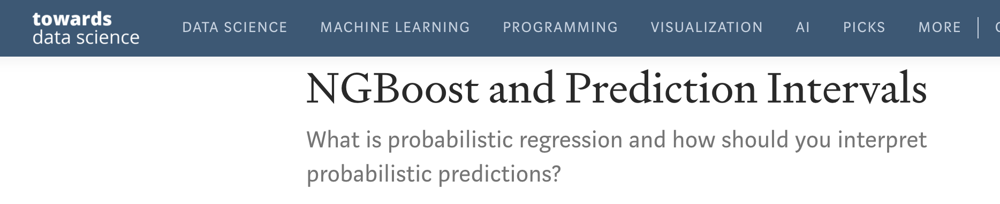 towards
data science
DATA SCIENCE MACHINE LEARNING PROGRAMMING VISUALIZATION AI PICKS MORE
NGBoost and Prediction Intervals
What is probabilistic regression and how should you interpret
probabilistic predictions?